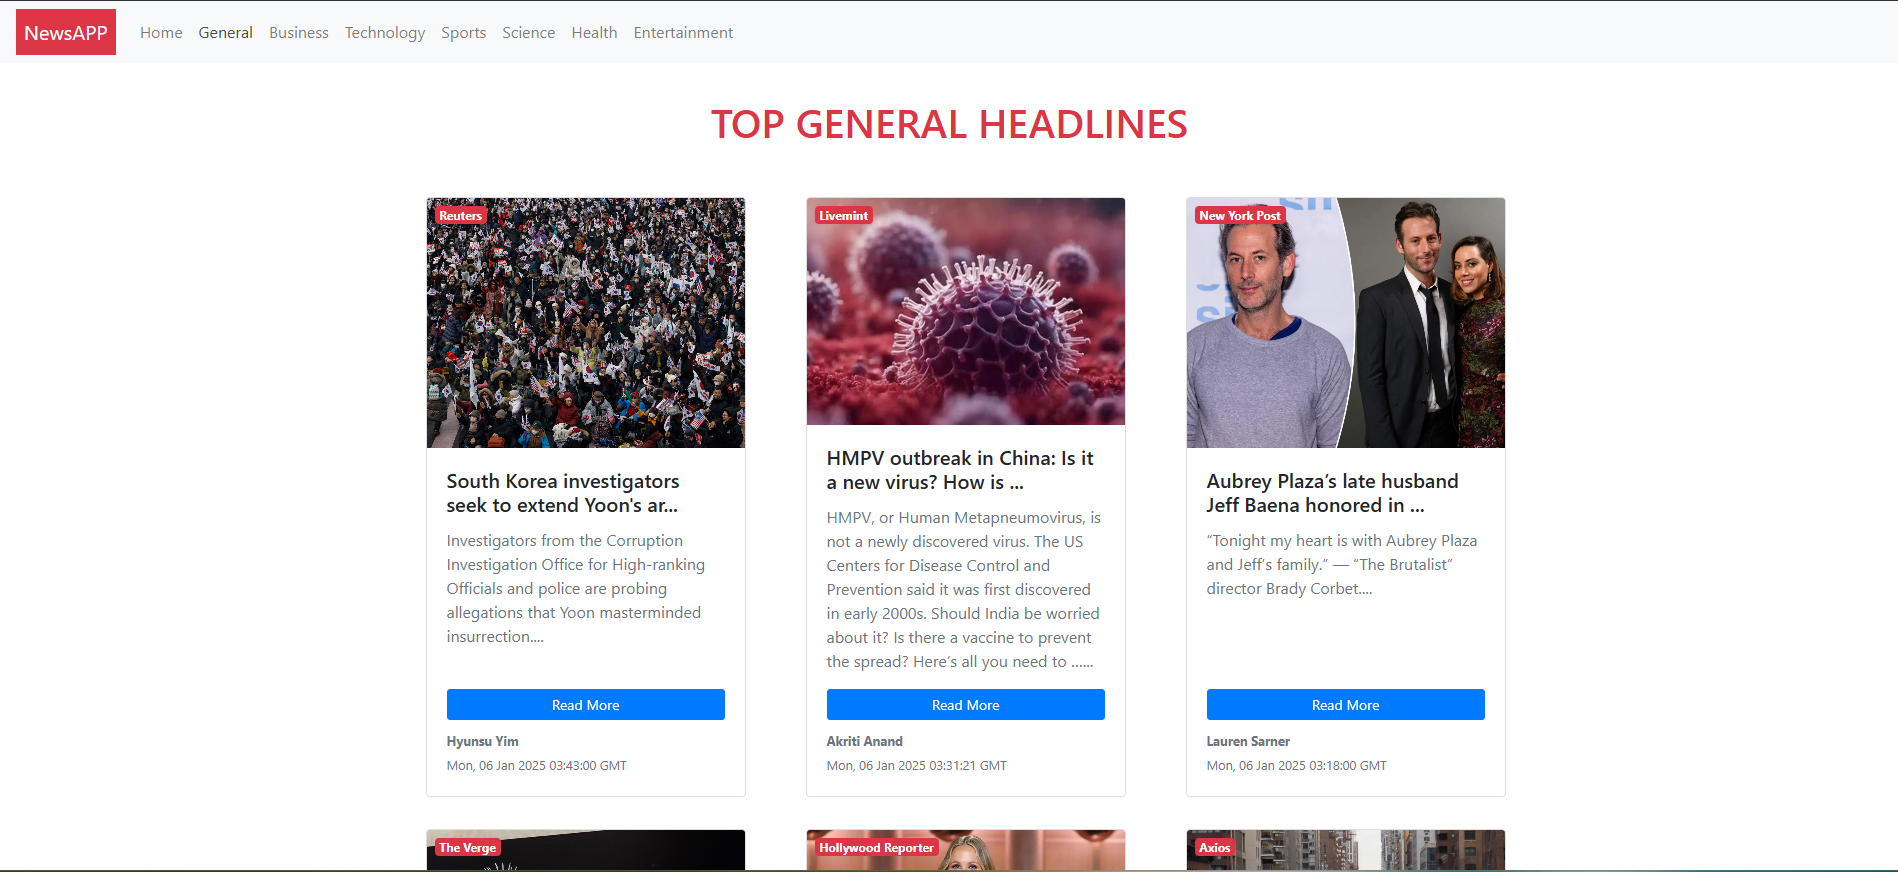 NewsAPP
Home General Business Technology Sports Science Health Entertainment
TOP GENERAL HEADLINES
Reuters
South Korea investigators
seek to extend Yoon's ar...
Investigators from the Corruption
Investigation Office for High-ranking
Officials and police are probing
allegations that Yoon masterminded
insurrection....
Read More
Hyunsu Yim
Mon, 06 Jan 2025 03:43:00 GMT
Livemint
HMPV outbreak in China: Is it
a new virus? How is ...
HMPV, or Human Metapneumovirus, is
not a newly discovered virus. The US
Centers for Disease Control and
Prevention said it was first discovered
in early 2000s. Should India be worried
about it? Is there a vaccine to prevent
the spread? Here’s all you need to ......
Read More
Akriti Anand
Mon, 06 Jan 2025 03:31:21 GMT
New York Post
Aubrey Plaza’s late husband
Jeff Baena honored in ...
“Tonight my heart is with Aubrey Plaza
and Jeff’s family.” — “The Brutalist”
director Brady Corbet....
Read More
Lauren Sarner
Mon, 06 Jan 2025 03:18:00 GMT
The Verge
Hollywood Reporter
Axios